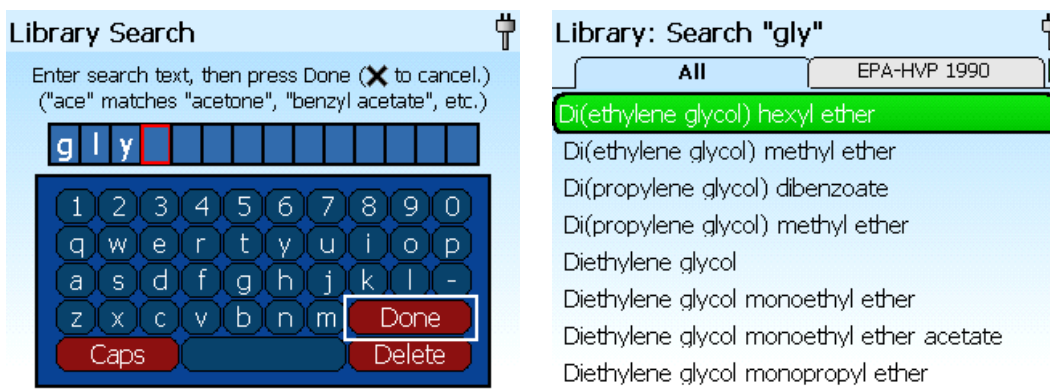 Library Search
Enter search text, then press Done (✕ to cancel.)
("ace" matches "acetone", "benzyl acetate", etc.)
g l y
1 2 3 4 5 6 7 8 9 0
q w e r t y u i o p
a s d f g h j k l -
z x c v b n m Done
Caps Delete
Library: Search "gly"
All EPA-HVP 1990
Di(ethylene glycol) hexyl ether
Di(ethylene glycol) methyl ether
Di(propylene glycol) dibenzoate
Di(propylene glycol) methyl ether
Diethylene glycol
Diethylene glycol monoethyl ether
Diethylene glycol monoethyl ether acetate
Diethylene glycol monopropyl ether